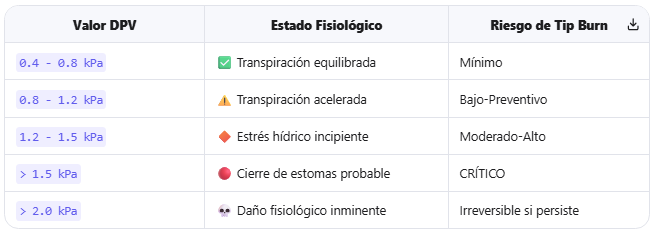 Valor DPV Estado Fisiológico Riesgo de Tip Burn
0.4 - 0.8 kPa ✅ Transpiración equilibrada Mínimo
0.8 - 1.2 kPa ⚠️ Transpiración acelerada Bajo-Preventivo
1.2 - 1.5 kPa ♦️ Estrés hídrico incipiente Moderado-Alto
> 1.5 kPa 🔴 Cierre de estomas probable CRÍTICO
> 2.0 kPa 💀 Daño fisiológico inminente Irreversible si persiste